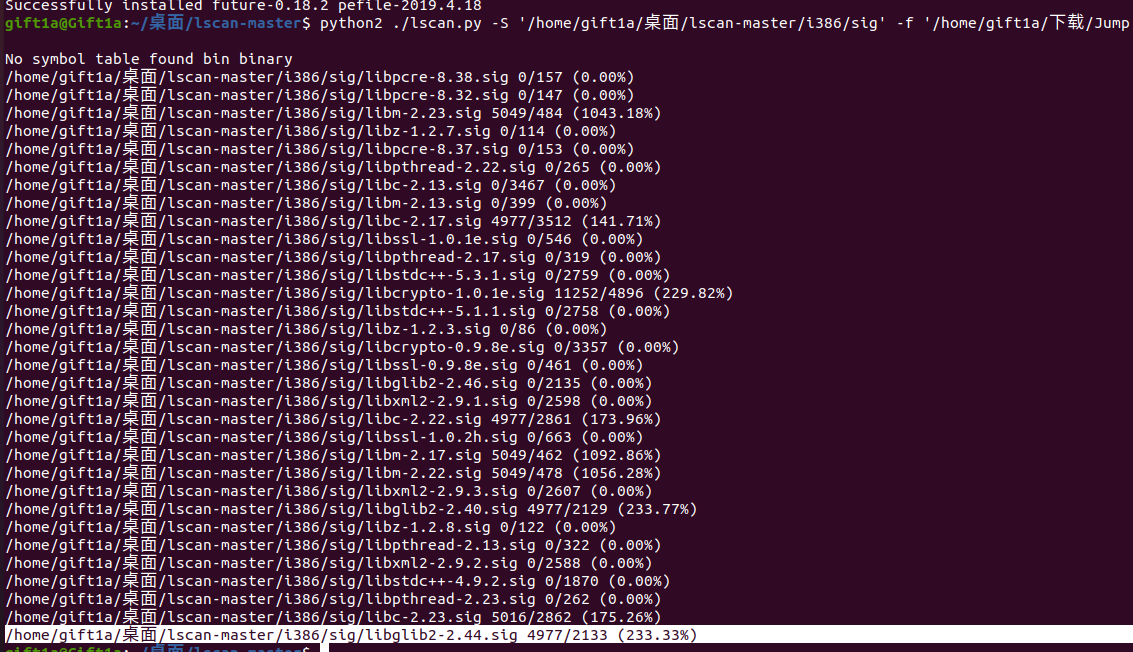 Successfully installed future-0.18.2 pefile-2019.4.18
gift1a@Gift1a:~/桌面/lscan-master$ python2 ./lscan.py -S '/home/gift1a/桌面/lscan-master/i386/sig' -f '/home/gift1a/下载/Jump
No symbol table found bin binary
/home/gift1a/桌面/lscan-master/i386/sig/libpcre-8.38.sig 0/157 (0.00%)
/home/gift1a/桌面/lscan-master/i386/sig/libpcre-8.32.sig 0/147 (0.00%)
/home/gift1a/桌面/lscan-master/i386/sig/libm-2.23.sig 5049/484 (1043.18%)
/home/gift1a/桌面/lscan-master/i386/sig/libz-1.2.7.sig 0/114 (0.00%)
/home/gift1a/桌面/lscan-master/i386/sig/libpcre-8.37.sig 0/153 (0.00%)
/home/gift1a/桌面/lscan-master/i386/sig/libpthread-2.22.sig 0/265 (0.00%)
/home/gift1a/桌面/lscan-master/i386/sig/libc-2.13.sig 0/3467 (0.00%)
/home/gift1a/桌面/lscan-master/i386/sig/libm-2.13.sig 0/399 (0.00%)
/home/gift1a/桌面/lscan-master/i386/sig/libc-2.17.sig 4977/3512 (141.71%)
/home/gift1a/桌面/lscan-master/i386/sig/libssl-1.0.1e.sig 0/546 (0.00%)
/home/gift1a/桌面/lscan-master/i386/sig/libpthread-2.17.sig 0/319 (0.00%)
/home/gift1a/桌面/lscan-master/i386/sig/libstdc++-5.3.1.sig 0/2759 (0.00%)
/home/gift1a/桌面/lscan-master/i386/sig/libcrypto-1.0.1e.sig 11252/4896 (229.82%)
/home/gift1a/桌面/lscan-master/i386/sig/libstdc++-5.1.1.sig 0/2758 (0.00%)
/home/gift1a/桌面/lscan-master/i386/sig/libz-1.2.3.sig 0/86 (0.00%)
/home/gift1a/桌面/lscan-master/i386/sig/libcrypto-0.9.8e.sig 0/3357 (0.00%)
/home/gift1a/桌面/lscan-master/i386/sig/libssl-0.9.8e.sig 0/461 (0.00%)
/home/gift1a/桌面/lscan-master/i386/sig/libglib2-2.46.sig 0/2135 (0.00%)
/home/gift1a/桌面/lscan-master/i386/sig/libxml2-2.9.1.sig 0/2598 (0.00%)
/home/gift1a/桌面/lscan-master/i386/sig/libc-2.22.sig 4977/2861 (173.96%)
/home/gift1a/桌面/lscan-master/i386/sig/libssl-1.0.2h.sig 0/663 (0.00%)
/home/gift1a/桌面/lscan-master/i386/sig/libm-2.17.sig 5049/462 (1092.86%)
/home/gift1a/桌面/lscan-master/i386/sig/libm-2.22.sig 5049/478 (1056.28%)
/home/gift1a/桌面/lscan-master/i386/sig/libxml2-2.9.3.sig 0/2607 (0.00%)
/home/gift1a/桌面/lscan-master/i386/sig/libglib2-2.40.sig 4977/2129 (233.77%)
/home/gift1a/桌面/lscan-master/i386/sig/libz-1.2.8.sig 0/122 (0.00%)
/home/gift1a/桌面/lscan-master/i386/sig/libpthread-2.13.sig 0/322 (0.00%)
/home/gift1a/桌面/lscan-master/i386/sig/libxml2-2.9.2.sig 0/2588 (0.00%)
/home/gift1a/桌面/lscan-master/i386/sig/libstdc++-4.9.2.sig 0/1870 (0.00%)
/home/gift1a/桌面/lscan-master/i386/sig/libpthread-2.23.sig 0/262 (0.00%)
/home/gift1a/桌面/lscan-master/i386/sig/libc-2.23.sig 5016/2862 (175.26%)
/home/gift1a/桌面/lscan-master/i386/sig/libglib2-2.44.sig 4977/2133 (233.33%)
gift1a@Gift1a:~/桌面/lscan-master$